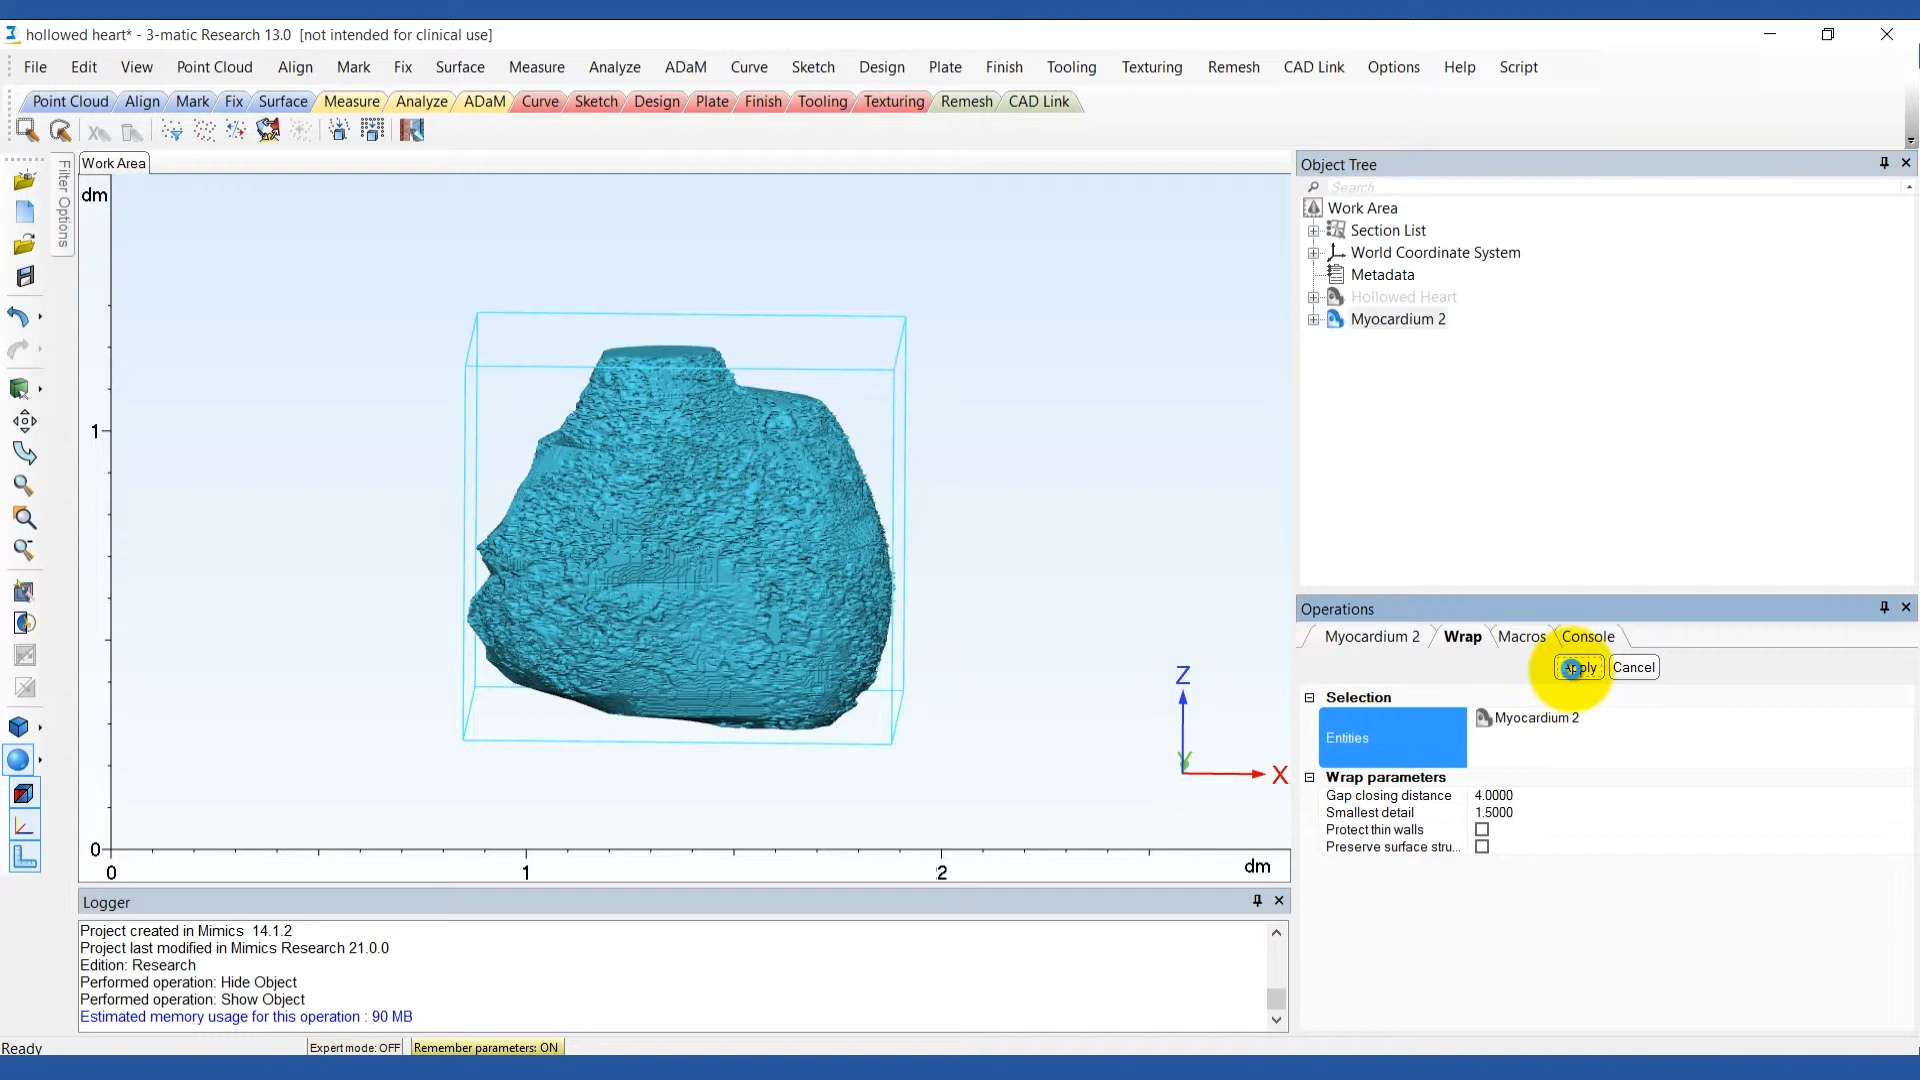 hollowed heart* - 3-matic Research 13.0 [not intended for clinical use]
File Edit View Point Cloud Align Mark Fix Surface Measure Analyze ADaM Curve Sketch Design Plate Finish Tooling Texturing Remesh CAD Link Options Help Script
Point Cloud Align Mark Fix Surface Measure Analyze ADaM Curve Sketch Design Plate Finish Tooling Texturing Remesh CAD Link
Filter Options
Work Area
dm
1
0
0 1 2 dm
Z
Y
X
Object Tree
Search
Work Area
Section List
World Coordinate System
Metadata
Hollowed Heart
Myocardium 2
Operations
Myocardium 2 Wrap Macros Console
Apply Cancel
Selection
Entities Myocardium 2
Wrap parameters
Gap closing distance 4.0000
Smallest detail 1.5000
Protect thin walls
Preserve surface stru...
Logger
Project created in Mimics 14.1.2
Project last modified in Mimics Research 21.0.0
Edition: Research
Performed operation: Hide Object
Performed operation: Show Object
Estimated memory usage for this operation : 90 MB
Ready Expert mode: OFF Remember parameters: ON